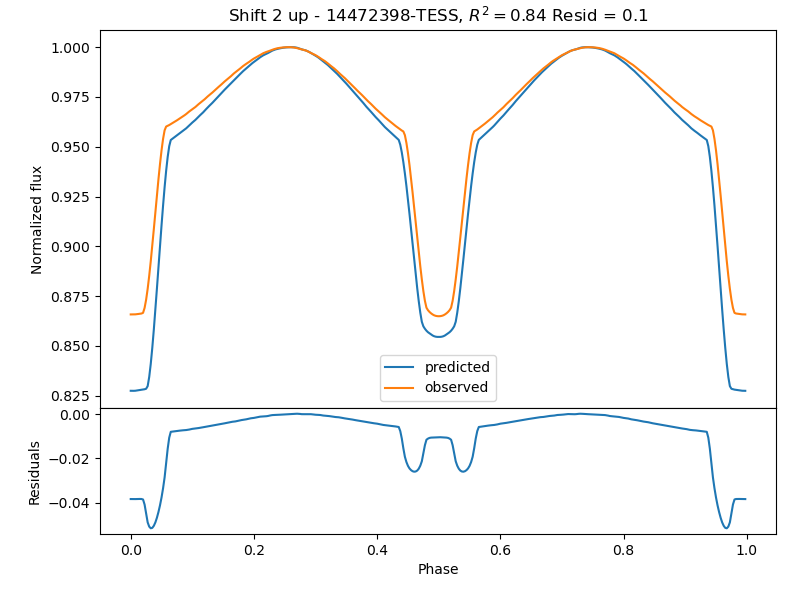 Shift 2 up - 14472398-TESS, R² = 0.84 Resid = 0.1
Normalized flux
1.000
0.975
0.950
0.925
0.900
0.875
0.850
0.825
predicted
observed
Residuals
0.00
−0.02
−0.04
0.0 0.2 0.4 0.6 0.8 1.0
Phase